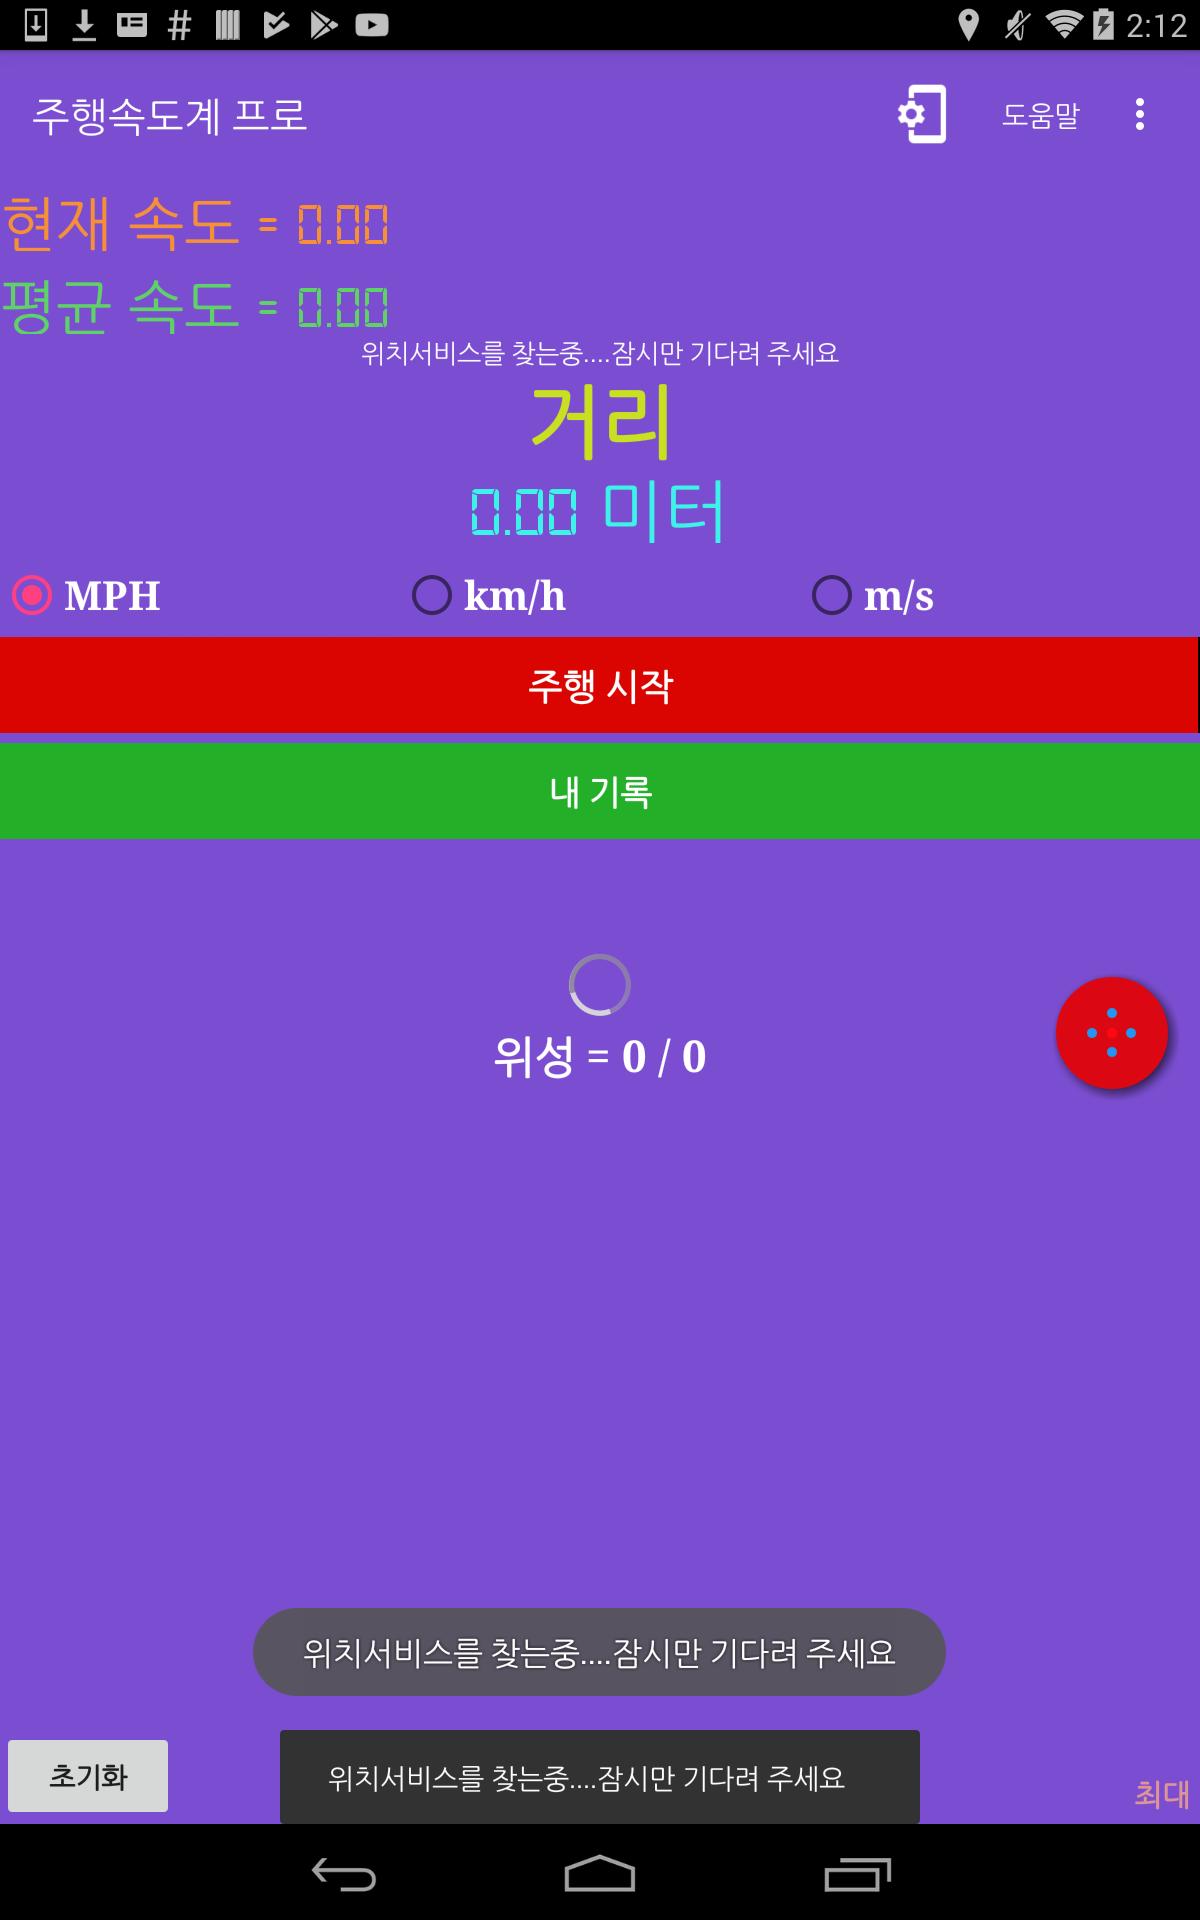 2:12
주행속도계 프로
도움말
현재 속도 = 0.00
평균 속도 = 0.00
위치서비스를 찾는중....잠시만 기다려 주세요
거리
0.00 미터
MPH
km/h
m/s
주행 시작
내 기록
위성 = 0 / 0
위치서비스를 찾는중....잠시만 기다려 주세요
초기화
위치서비스를 찾는중....잠시만 기다려 주세요
최대